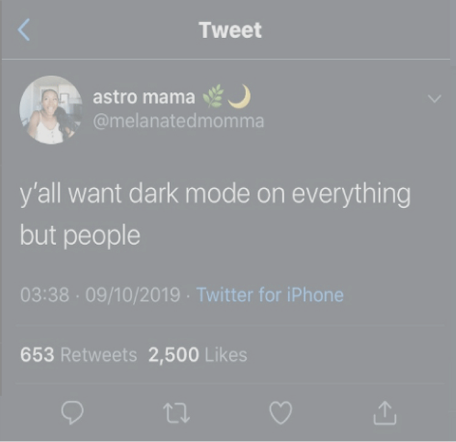 Tweet
astro mama 🌿🌙
@melanatedmomma
y'all want dark mode on everything
but people
03:38 · 09/10/2019 · Twitter for iPhone
653 Retweets 2,500 Likes